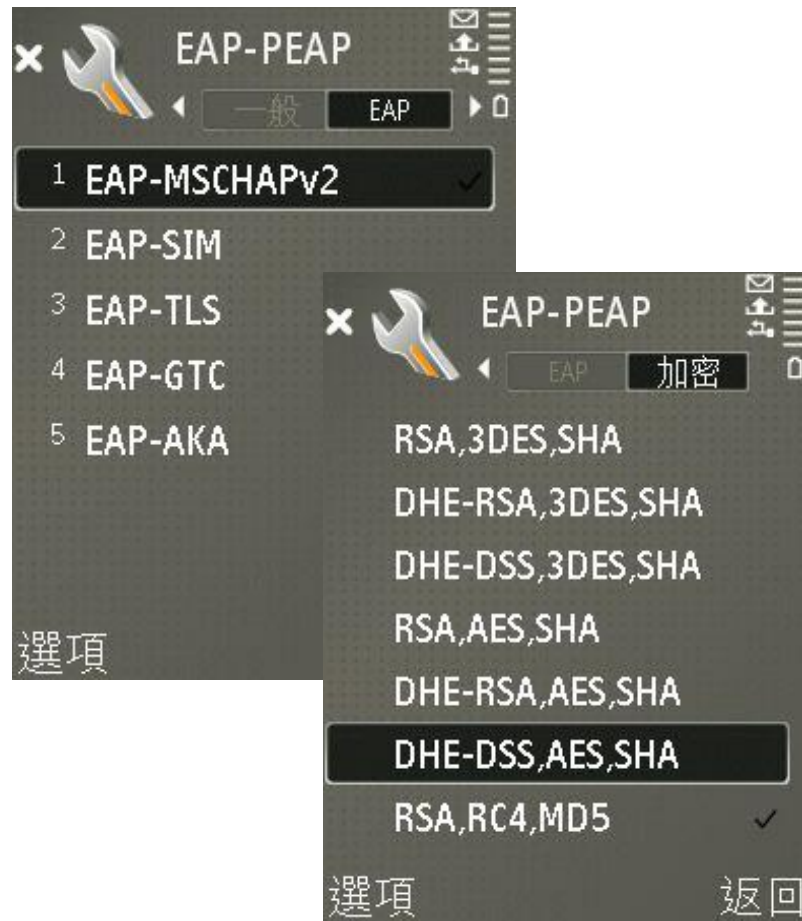 EAP-PEAP
一般 EAP
1 EAP-MSCHAPv2
2 EAP-SIM
3 EAP-TLS
4 EAP-GTC
5 EAP-AKA
選項
EAP-PEAP
EAP 加密
RSA,3DES,SHA
DHE-RSA,3DES,SHA
DHE-DSS,3DES,SHA
RSA,AES,SHA
DHE-RSA,AES,SHA
DHE-DSS,AES,SHA
RSA,RC4,MD5
選項 返回